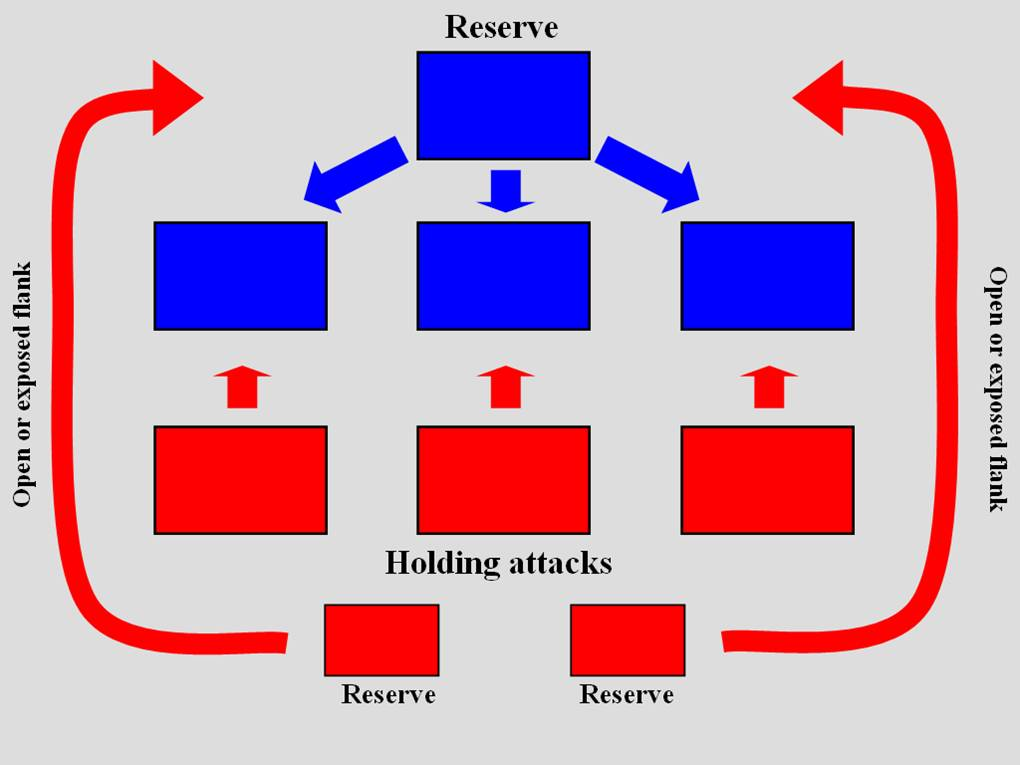 Reserve
Open or exposed flank
Open or exposed flank
Holding attacks
Reserve
Reserve